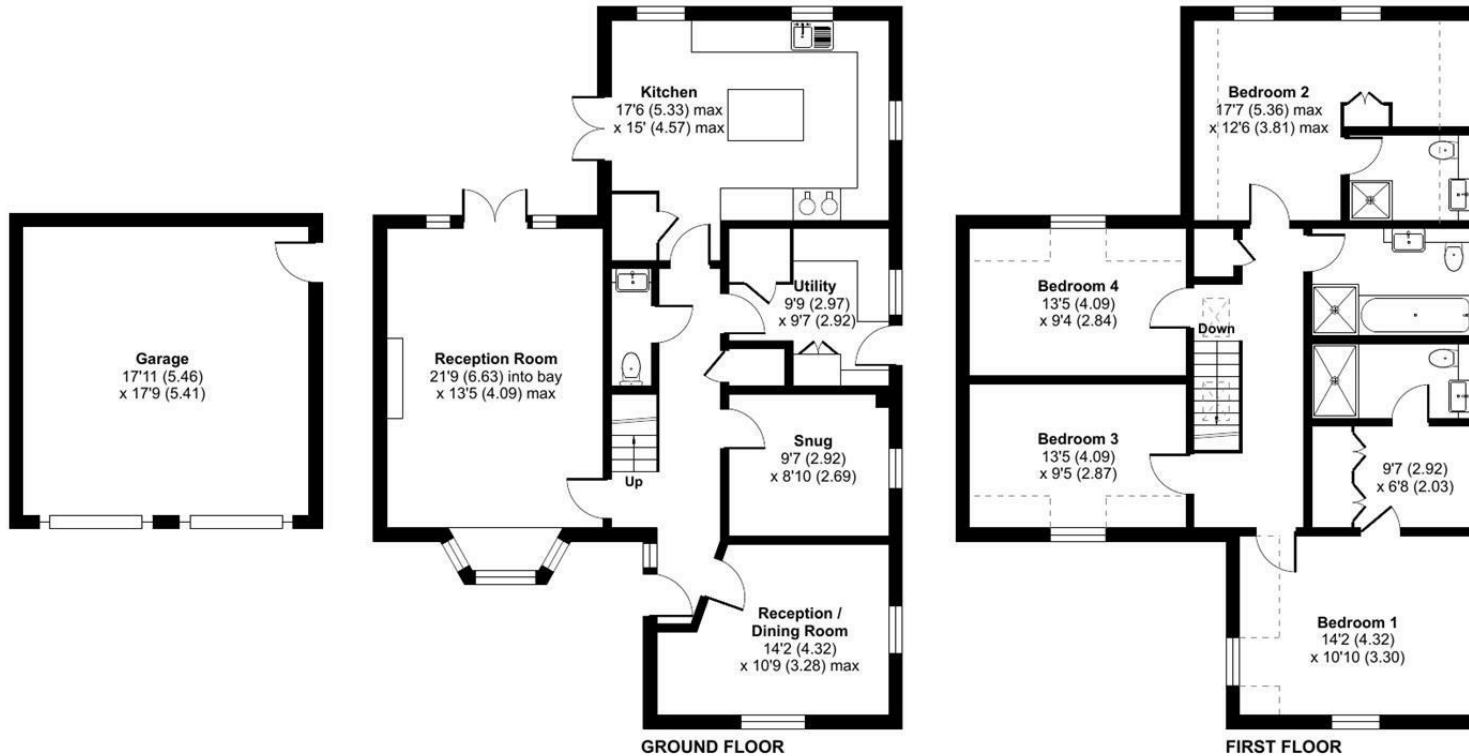 Garage
17'11 (5.46)
x 17'9 (5.41)
Kitchen
17'6 (5.33) max
x 15' (4.57) max
Reception Room
21'9 (6.63) into bay
x 13'5 (4.09) max
Utility
9'9 (2.97)
x 9'7 (2.92)
Up
Snug
9'7 (2.92)
x 8'10 (2.69)
Reception /
Dining Room
14'2 (4.32)
x 10'9 (3.28) max
GROUND FLOOR
Bedroom 2
17'7 (5.36) max
x 12'6 (3.81) max
Bedroom 4
13'5 (4.09)
x 9'4 (2.84)
Down
Bedroom 3
13'5 (4.09)
x 9'5 (2.87)
9'7 (2.92)
x 6'8 (2.03)
Bedroom 1
14'2 (4.32)
x 10'10 (3.30)
FIRST FLOOR